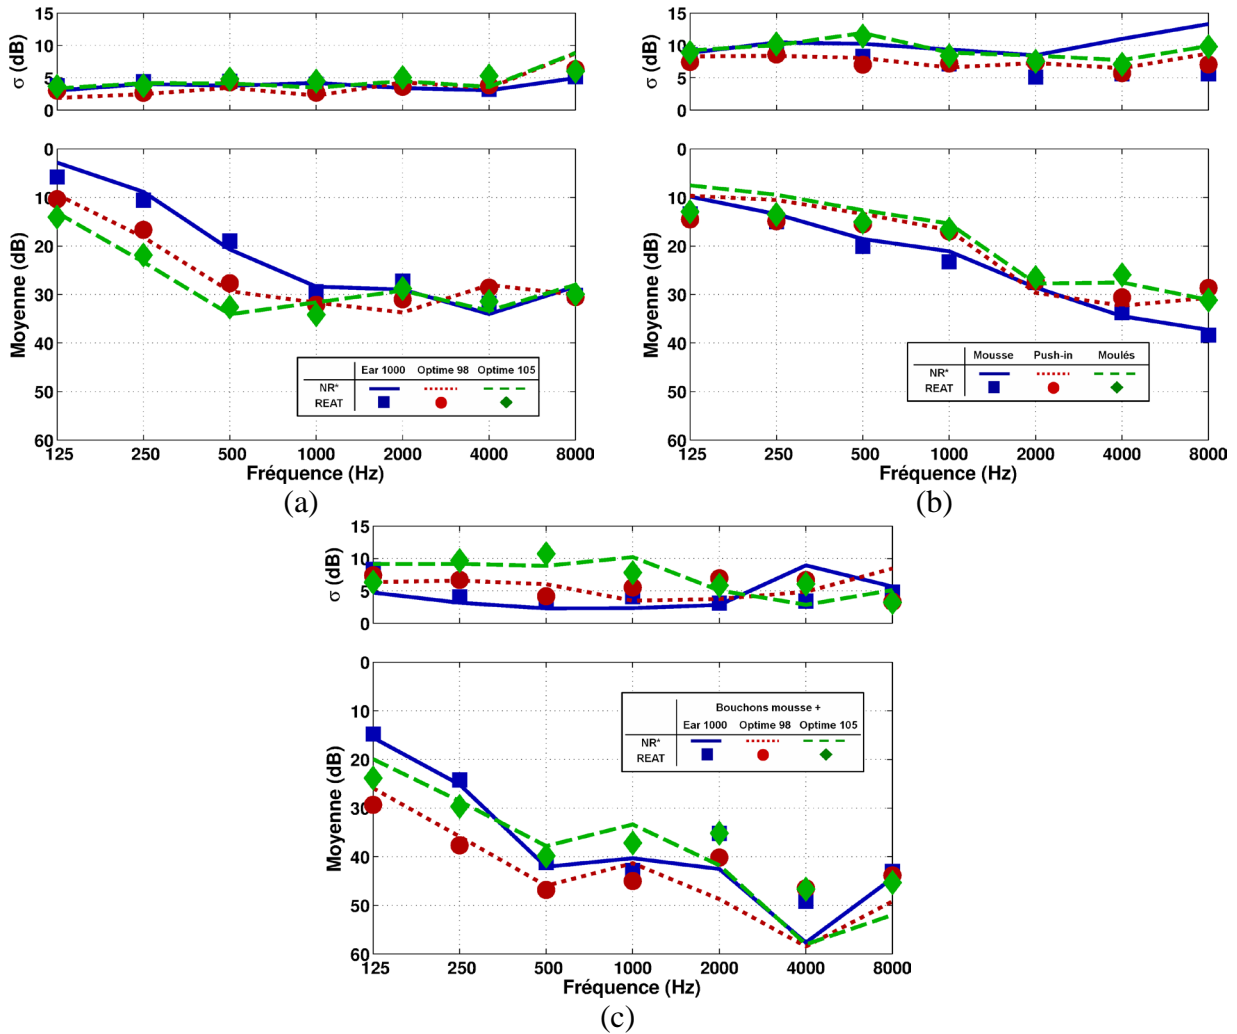 15
10
5
0
σ (dB)
0
10
20
30
40
50
60
Moyenne (dB)
125 250 500 1000 2000 4000 8000
Fréquence (Hz)
Ear 1000 Optime 98 Optime 105
NR*
REAT
(a)
15
10
5
0
σ (dB)
0
10
20
30
40
50
60
Moyenne (dB)
125 250 500 1000 2000 4000 8000
Fréquence (Hz)
Mousse Push-in Moulés
NR*
REAT
(b)
15
10
5
0
σ (dB)
0
10
20
30
40
50
60
Moyenne (dB)
125 250 500 1000 2000 4000 8000
Fréquence (Hz)
Bouchons mousse +
Ear 1000 Optime 98 Optime 105
NR*
REAT
(c)